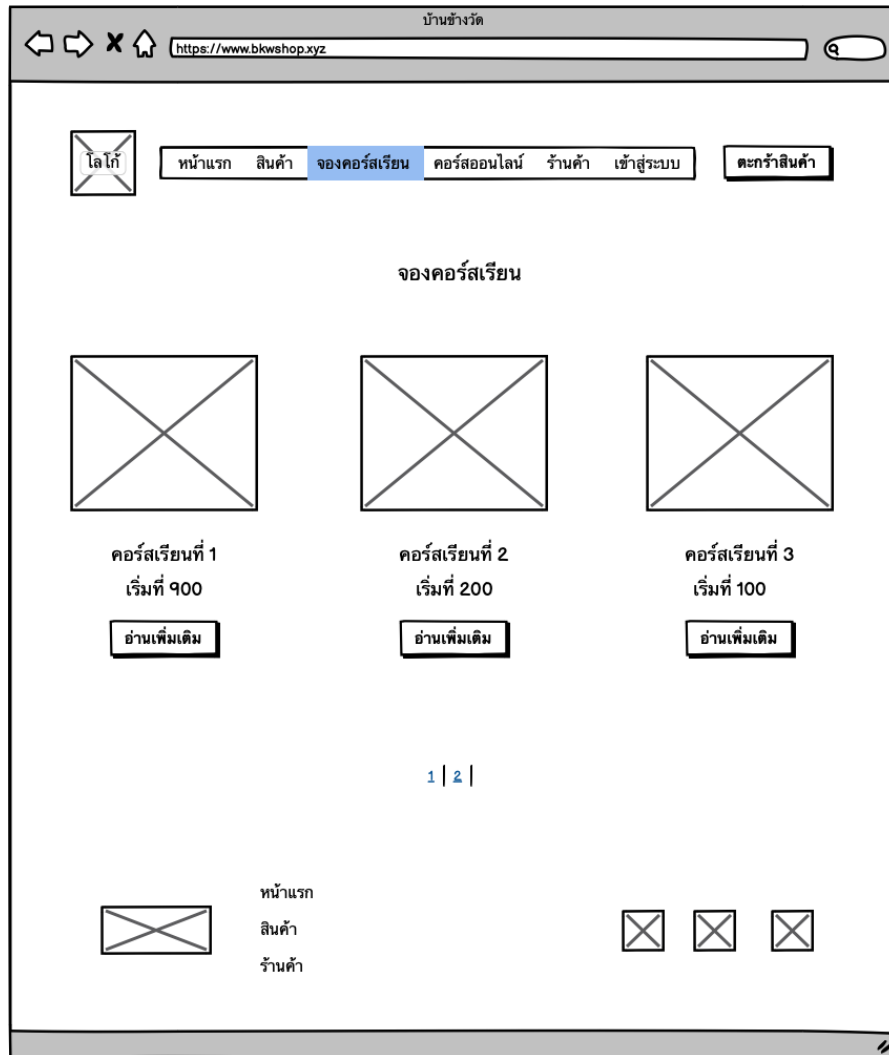 บ้านข้างวัด
https://www.bkwshop.xyz
โลโก้
หน้าแรก สินค้า จองคอร์สเรียน คอร์สออนไลน์ ร้านค้า เข้าสู่ระบบ
ตะกร้าสินค้า
จองคอร์สเรียน
คอร์สเรียนที่ 1
เริ่มที่ 900
อ่านเพิ่มเติม
คอร์สเรียนที่ 2
เริ่มที่ 200
อ่านเพิ่มเติม
คอร์สเรียนที่ 3
เริ่มที่ 100
อ่านเพิ่มเติม
1 | 2 |
หน้าแรก
สินค้า
ร้านค้า